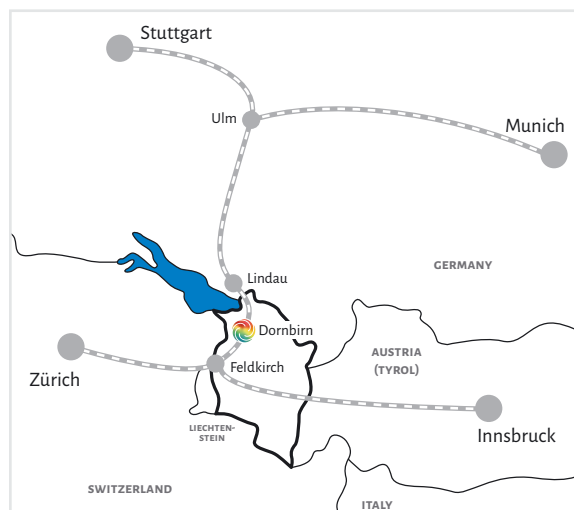 Stuttgart
Ulm
Munich
Lindau
GERMANY
Dornbirn
AUSTRIA
(TYROL)
Zürich
Feldkirch
LIECHTEN-
STEIN
Innsbruck
SWITZERLAND
ITALY